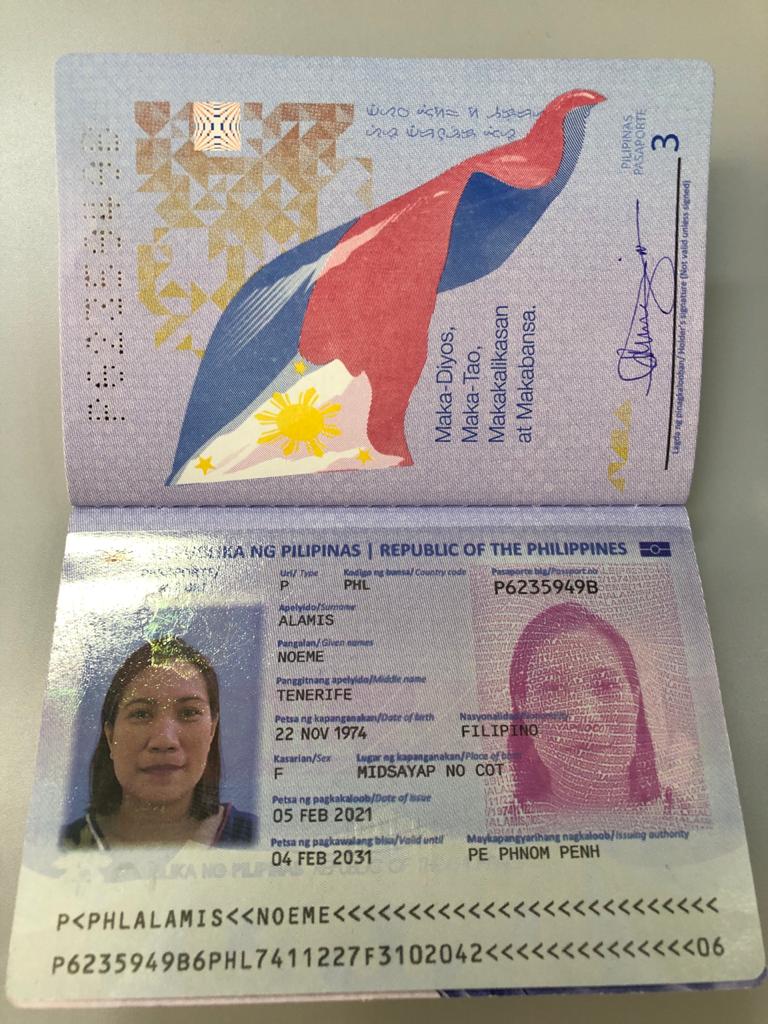 P6235949B
Maka-Diyos,
Maka-Tao,
Makakalikasan
at Makabansa.
PILIPINAS
PASAPORTE
3
Lagda ng pinagkalooban/ Holder's signature (Not valid unless signed)
REPUBLIKA NG PILIPINAS | REPUBLIC OF THE PHILIPPINES
PASAPORTE/
Uri/ Type Kodigo ng bansa/ Country code Pasaporte blg/Passport no
P PHL P6235949B
Apelyido/Surname
ALAMIS
Pangalan/ Given names
NOEME
Panggitnang apelyido/Middle name
TENERIFE
Petsa ng kapanganakan/Date of birth Nasyonalidad/
22 NOV 1974 FILIPINO
Kasarian/Sex Lugar ng kapanganakan/Place of birth
F MIDSAYAP NO COT
Petsa ng pagkakaloob/Date of issue
05 FEB 2021
Petsa ng pagkawalang bisa/Valid until Maykapangyarihang nagkaloob/Issuing authority
04 FEB 2031 PE PHNOM PENH
P<PHLALAMIS<<NOEME<<<<<<<<<<<<<<<<<<<<<<<<<<
P6235949B6PHL7411227F3102042<<<<<<<<<<<<<<06